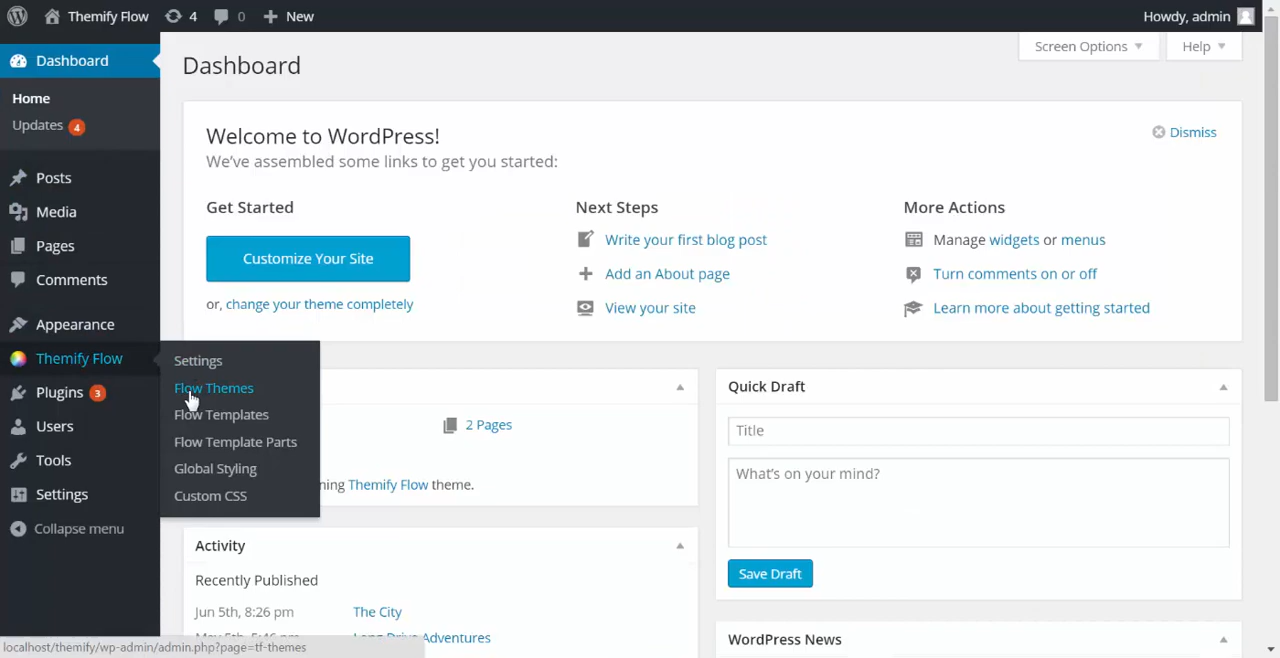 Themify Flow 4 0 New Howdy, admin
Dashboard
Home
Updates 4
Posts
Media
Pages
Comments
Appearance
Themify Flow
Plugins 3
Users
Tools
Settings
Collapse menu
Settings
Flow Themes
Flow Templates
Flow Template Parts
Global Styling
Custom CSS
Screen Options Help
Dashboard
Welcome to WordPress!
We've assembled some links to get you started:
Dismiss
Get Started
Customize Your Site
or, change your theme completely
Next Steps
Write your first blog post
Add an About page
View your site
More Actions
Manage widgets or menus
Turn comments on or off
Learn more about getting started
2 Pages
Themify Flow theme.
Activity
Recently Published
Jun 5th, 8:26 pm The City
Adventures
Quick Draft
Title
What's on your mind?
Save Draft
WordPress News
localhost/themify/wp-admin/admin.php?page=tf-themes